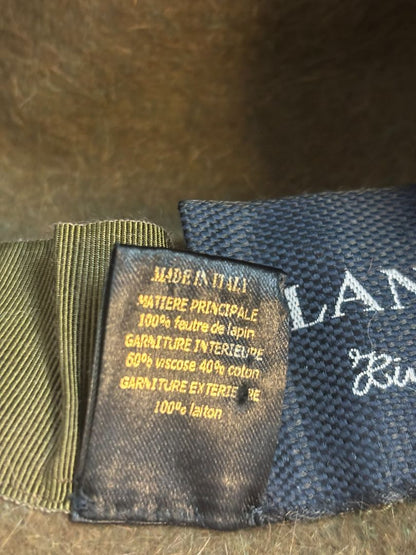 MADE IN ITALY
MATIERE PRINCIPALE
100% feutre de lapin
GARNITURE INTERIEURE
60% viscose 40% coton
GARNITURE EXTERIEURE
100% laiton
LAN